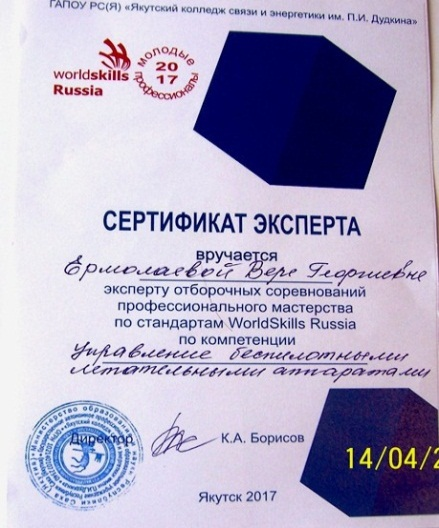 ГАПОУ РС(Я) «Якутский колледж связи и энергетики им. П.И. Дудкина»
worldskills
Russia
МОЛОДЫЕ
20
17
профессионалы
СЕРТИФИКАТ ЭКСПЕРТА
вручается
Ермолаевой Вере Георгиевне
эксперту отборочных соревнований
профессионального мастерства
по стандартам WorldSkills Russia
по компетенции
Управление беспилотными
летательными аппаратами
Директор К.А. Борисов
14/04/2
Якутск 2017